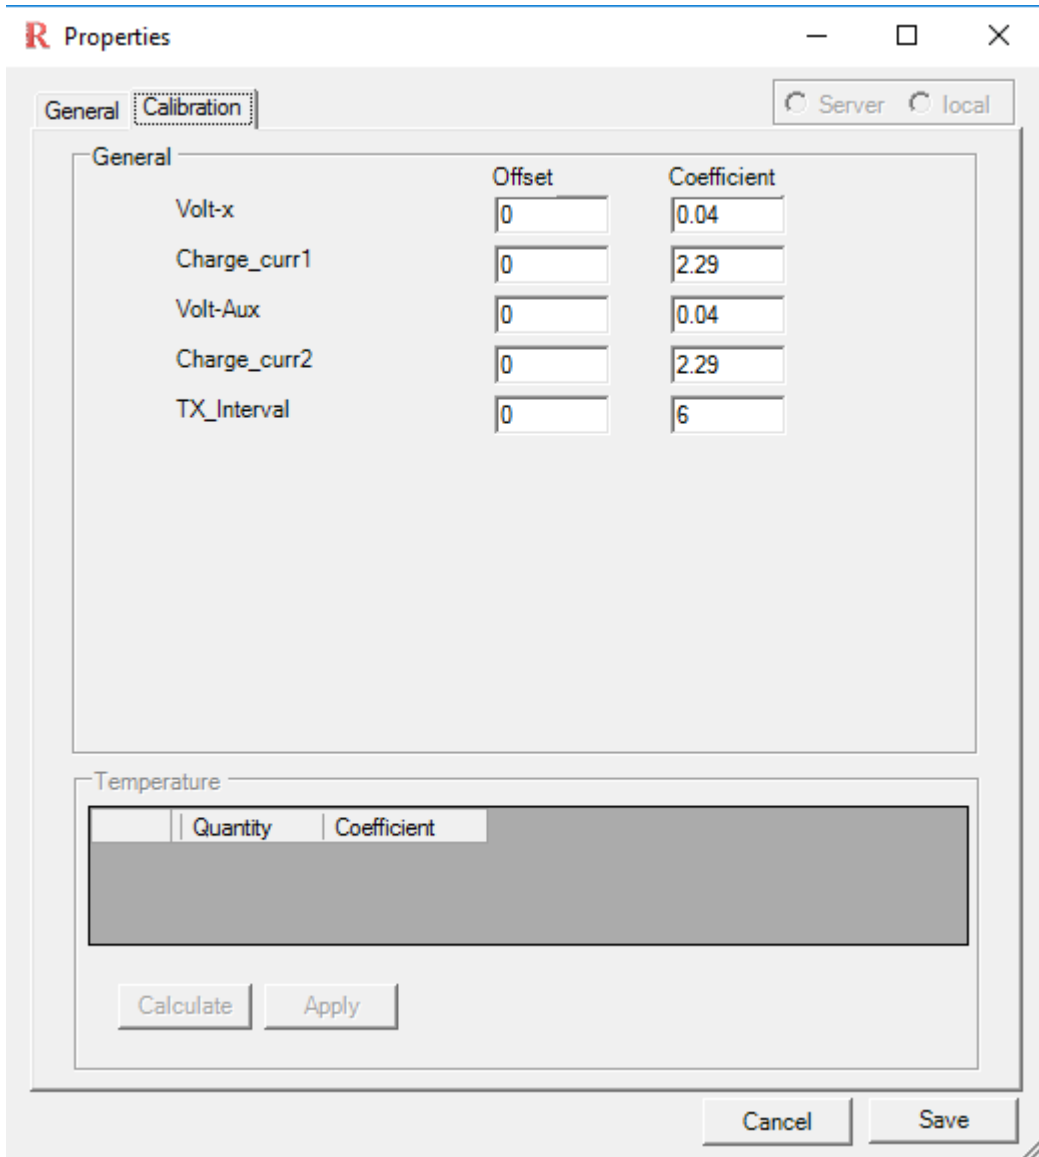 R Properties
General Calibration Server local
General
Offset Coefficient
Volt-x 0 0.04
Charge_curr1 0 2.29
Volt-Aux 0 0.04
Charge_curr2 0 2.29
TX_Interval 0 6
Temperature
Quantity Coefficient
Calculate Apply
Cancel Save